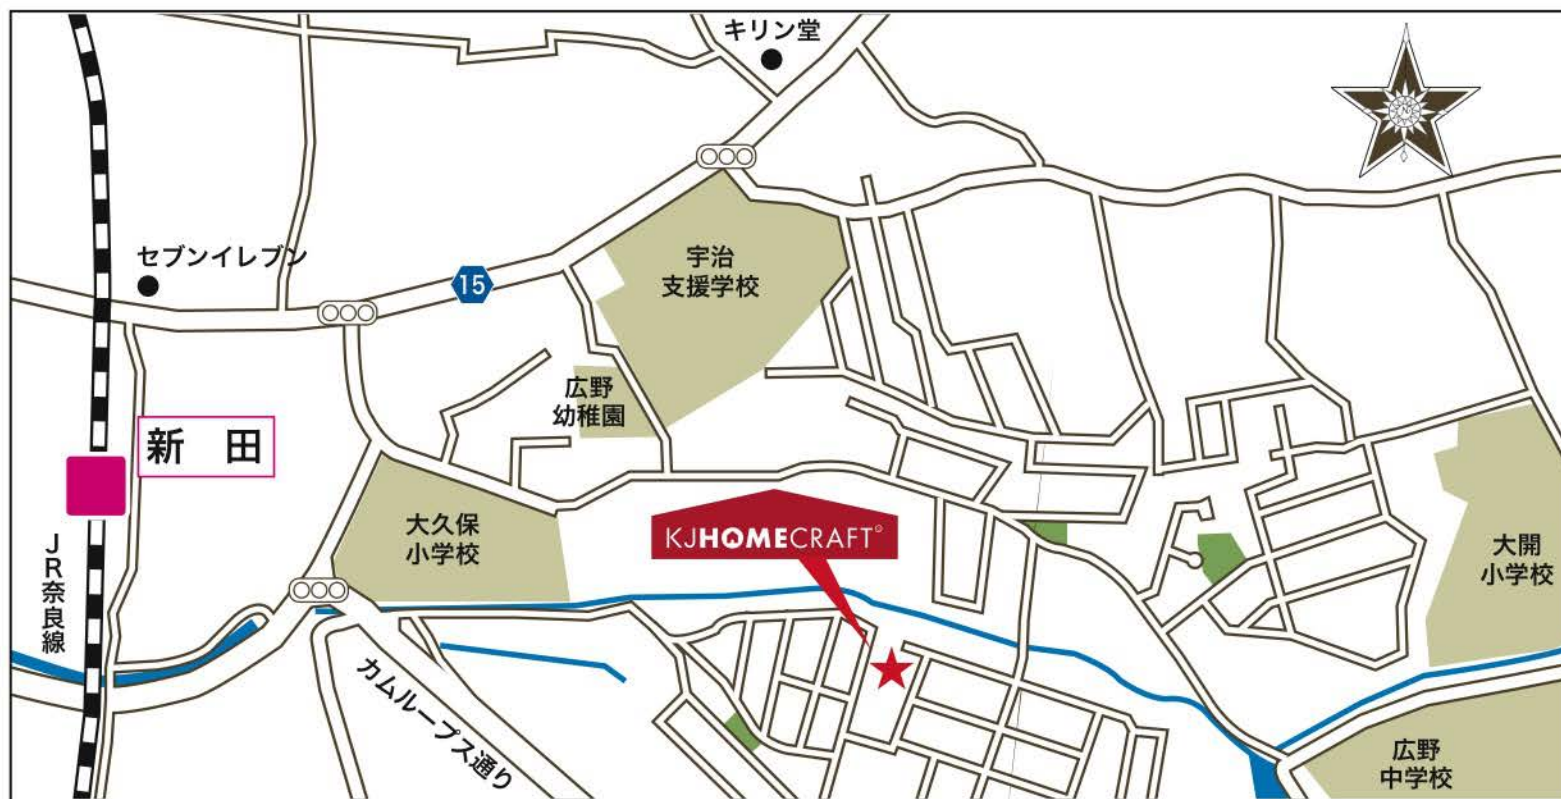 キリン堂
セブンイレブン
15
宇治
支援学校
広野
幼稚園
新 田
JR奈良線
大久保
小学校
KJHOMECRAFT®
大開
小学校
カムループス通り
広野
中学校